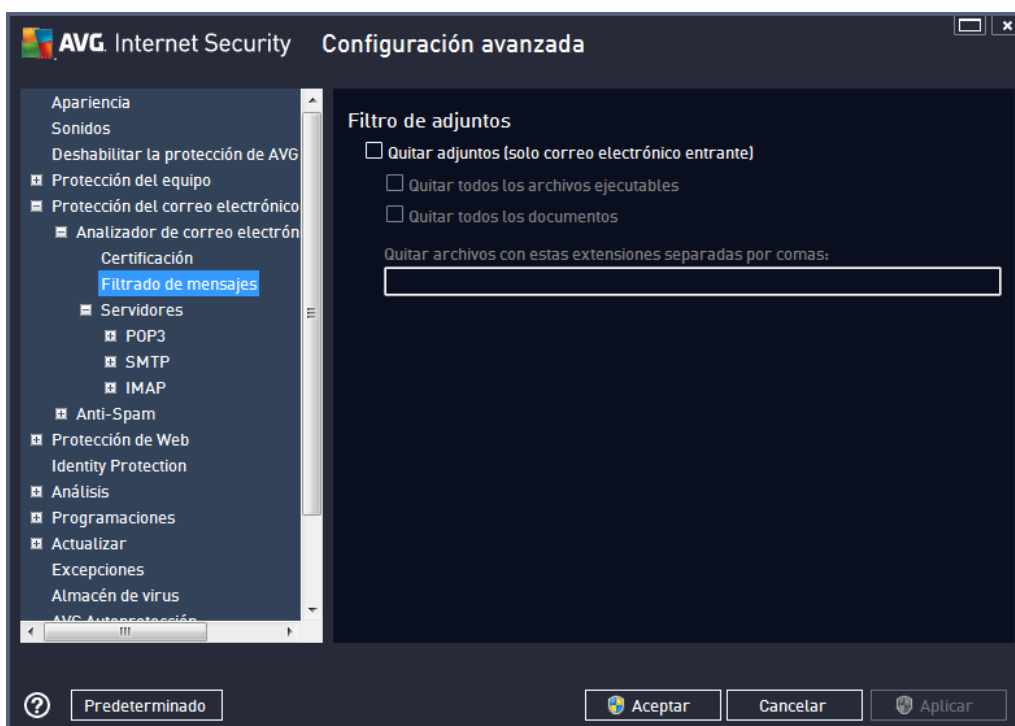 AVG. Internet Security Configuración avanzada
Apariencia
Sonidos
Deshabilitar la protección de AVG
Protección del equipo
Protección del correo electrónico
Analizador de correo electrón
Certificación
Filtrado de mensajes
Servidores
POP3
SMTP
IMAP
Anti-Spam
Protección de Web
Identity Protection
Análisis
Programaciones
Actualizar
Excepciones
Almacén de virus
AVG Autoprotección
Filtro de adjuntos
Quitar adjuntos (solo correo electrónico entrante)
Quitar todos los archivos ejecutables
Quitar todos los documentos
Quitar archivos con estas extensiones separadas por comas:
Predeterminado
Aceptar
Cancelar
Aplicar